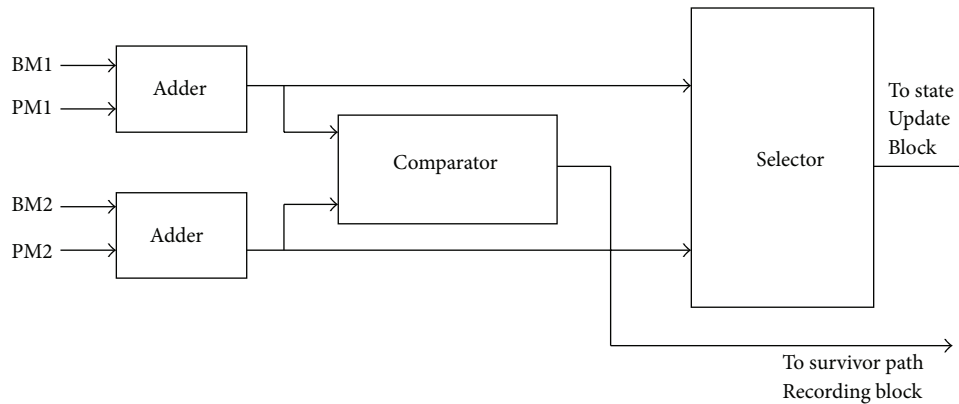 BM1
PM1
Adder
BM2
PM2
Adder
Comparator
Selector
To state
Update
Block
To survivor path
Recording block